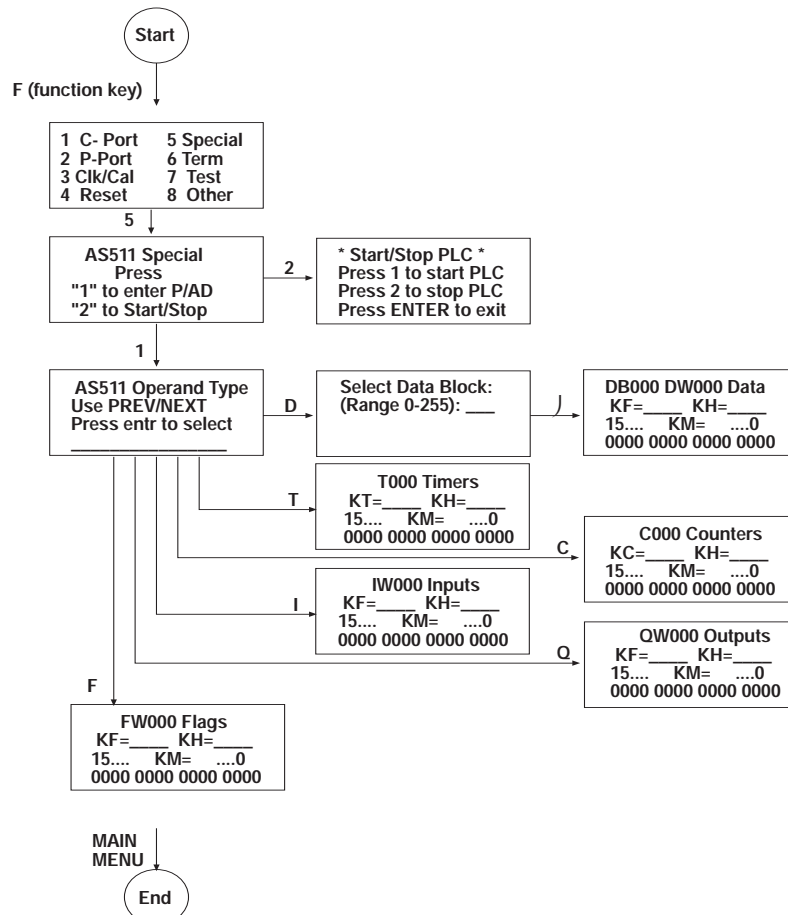 Start
F (function key)
1 C- Port 5 Special
2 P-Port 6 Term
3 Clk/Cal 7 Test
4 Reset 8 Other
5
AS511 Special
Press
"1" to enter P/AD
"2" to Start/Stop
2
* Start/Stop PLC *
Press 1 to start PLC
Press 2 to stop PLC
Press ENTER to exit
1
AS511 Operand Type
Use PREV/NEXT
Press entr to select
________________
D
Select Data Block:
(Range 0-255): ___
DB000 DW000 Data
KF=____ KH=____
15.... KM= ....0
0000 0000 0000 0000
T
T000 Timers
KT=____ KH=____
15.... KM= ....0
0000 0000 0000 0000
C
C000 Counters
KC=____ KH=____
15.... KM= ....0
0000 0000 0000 0000
I
IW000 Inputs
KF=____ KH=____
15.... KM= ....0
0000 0000 0000 0000
Q
QW000 Outputs
KF=____ KH=____
15.... KM= ....0
0000 0000 0000 0000
F
FW000 Flags
KF=____ KH=____
15.... KM= ....0
0000 0000 0000 0000
MAIN
MENU
End